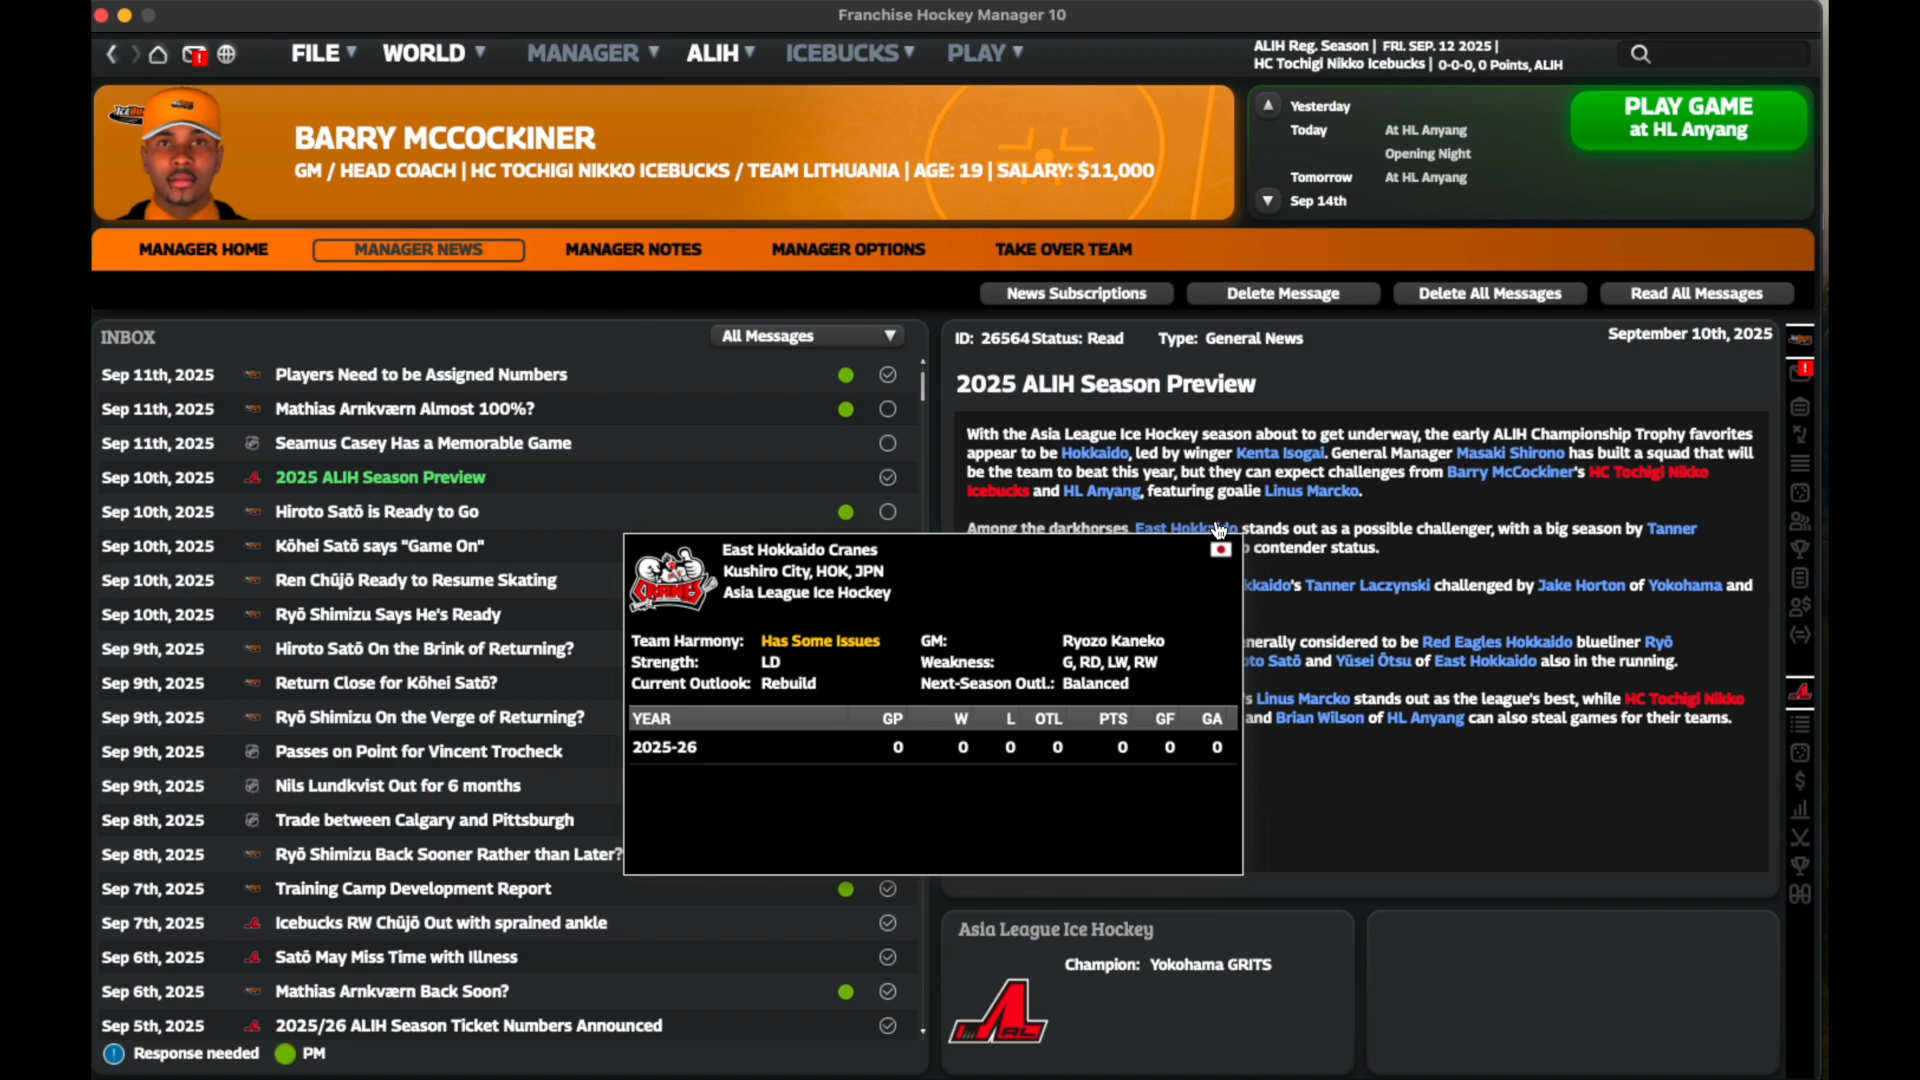 Franchise Hockey Manager 10
FILE
WORLD
MANAGER
ALIH
ICEBUCKS
PLAY
ALIH Reg. Season | FRI. SEP. 12 2025 |
HC Tochigi Nikko Icebucks | 0-0-0, 0 Points, ALIH
BARRY MCCOCKINER
GM / HEAD COACH | HC TOCHIGI NIKKO ICEBUCKS / TEAM LITHUANIA | AGE: 19 | SALARY: $11,000
Yesterday
Today At HL Anyang
Opening Night
Tomorrow At HL Anyang
Sep 14th
PLAY GAME
at HL Anyang
MANAGER HOME
MANAGER NEWS
MANAGER NOTES
MANAGER OPTIONS
TAKE OVER TEAM
News Subscriptions
Delete Message
Delete All Messages
Read All Messages
INBOX
All Messages
Sep 11th, 2025 Players Need to be Assigned Numbers
Sep 11th, 2025 Mathias Arnkværn Almost 100%?
Sep 11th, 2025 Seamus Casey Has a Memorable Game
Sep 10th, 2025 2025 ALIH Season Preview
Sep 10th, 2025 Hiroto Satō is Ready to Go
Sep 10th, 2025 Kōhei Satō says "Game On"
Sep 10th, 2025 Ren Chūjō Ready to Resume Skating
Sep 10th, 2025 Ryō Shimizu Says He's Ready
Sep 9th, 2025 Hiroto Satō On the Brink of Returning?
Sep 9th, 2025 Return Close for Kōhei Satō?
Sep 9th, 2025 Ryō Shimizu On the Verge of Returning?
Sep 9th, 2025 Passes on Point for Vincent Trocheck
Sep 9th, 2025 Nils Lundkvist Out for 6 months
Sep 8th, 2025 Trade between Calgary and Pittsburgh
Sep 8th, 2025 Ryō Shimizu Back Sooner Rather than Later?
Sep 7th, 2025 Training Camp Development Report
Sep 7th, 2025 Icebucks RW Chūjō Out with sprained ankle
Sep 6th, 2025 Satō May Miss Time with Illness
Sep 6th, 2025 Mathias Arnkværn Back Soon?
Sep 5th, 2025 2025/26 ALIH Season Ticket Numbers Announced
Response needed PM
ID: 26564 Status: Read Type: General News September 10th, 2025
2025 ALIH Season Preview
With the Asia League Ice Hockey season about to get underway, the early ALIH Championship Trophy favorites
appear to be Hokkaido, led by winger Kenta Isogai. General Manager Masaki Shirono has built a squad that will
be the team to beat this year, but they can expect challenges from Barry McCockiner's HC Tochigi Nikko
Icebucks and HL Anyang, featuring goalie Linus Marcko.
Among the darkhorses, East Hokkaido stands out as a possible challenger, with a big season by Tanner
contender status.
kkaido's Tanner Laczynski challenged by Jake Horton of Yokohama and
nerally considered to be Red Eagles Hokkaido blueliner Ryō
oto Satō and Yūsei Ōtsu of East Hokkaido also in the running.
's Linus Marcko stands out as the league's best, while HC Tochigi Nikko
and Brian Wilson of HL Anyang can also steal games for their teams.
East Hokkaido Cranes
Kushiro City, HOK, JPN
Asia League Ice Hockey
CRANES
Team Harmony: Has Some Issues GM: Ryozo Kaneko
Strength: LD Weakness: G, RD, LW, RW
Current Outlook: Rebuild Next-Season Outl.: Balanced
YEAR GP W L OTL PTS GF GA
2025-26 0 0 0 0 0 0 0
Asia League Ice Hockey
Champion: Yokohama GRITS